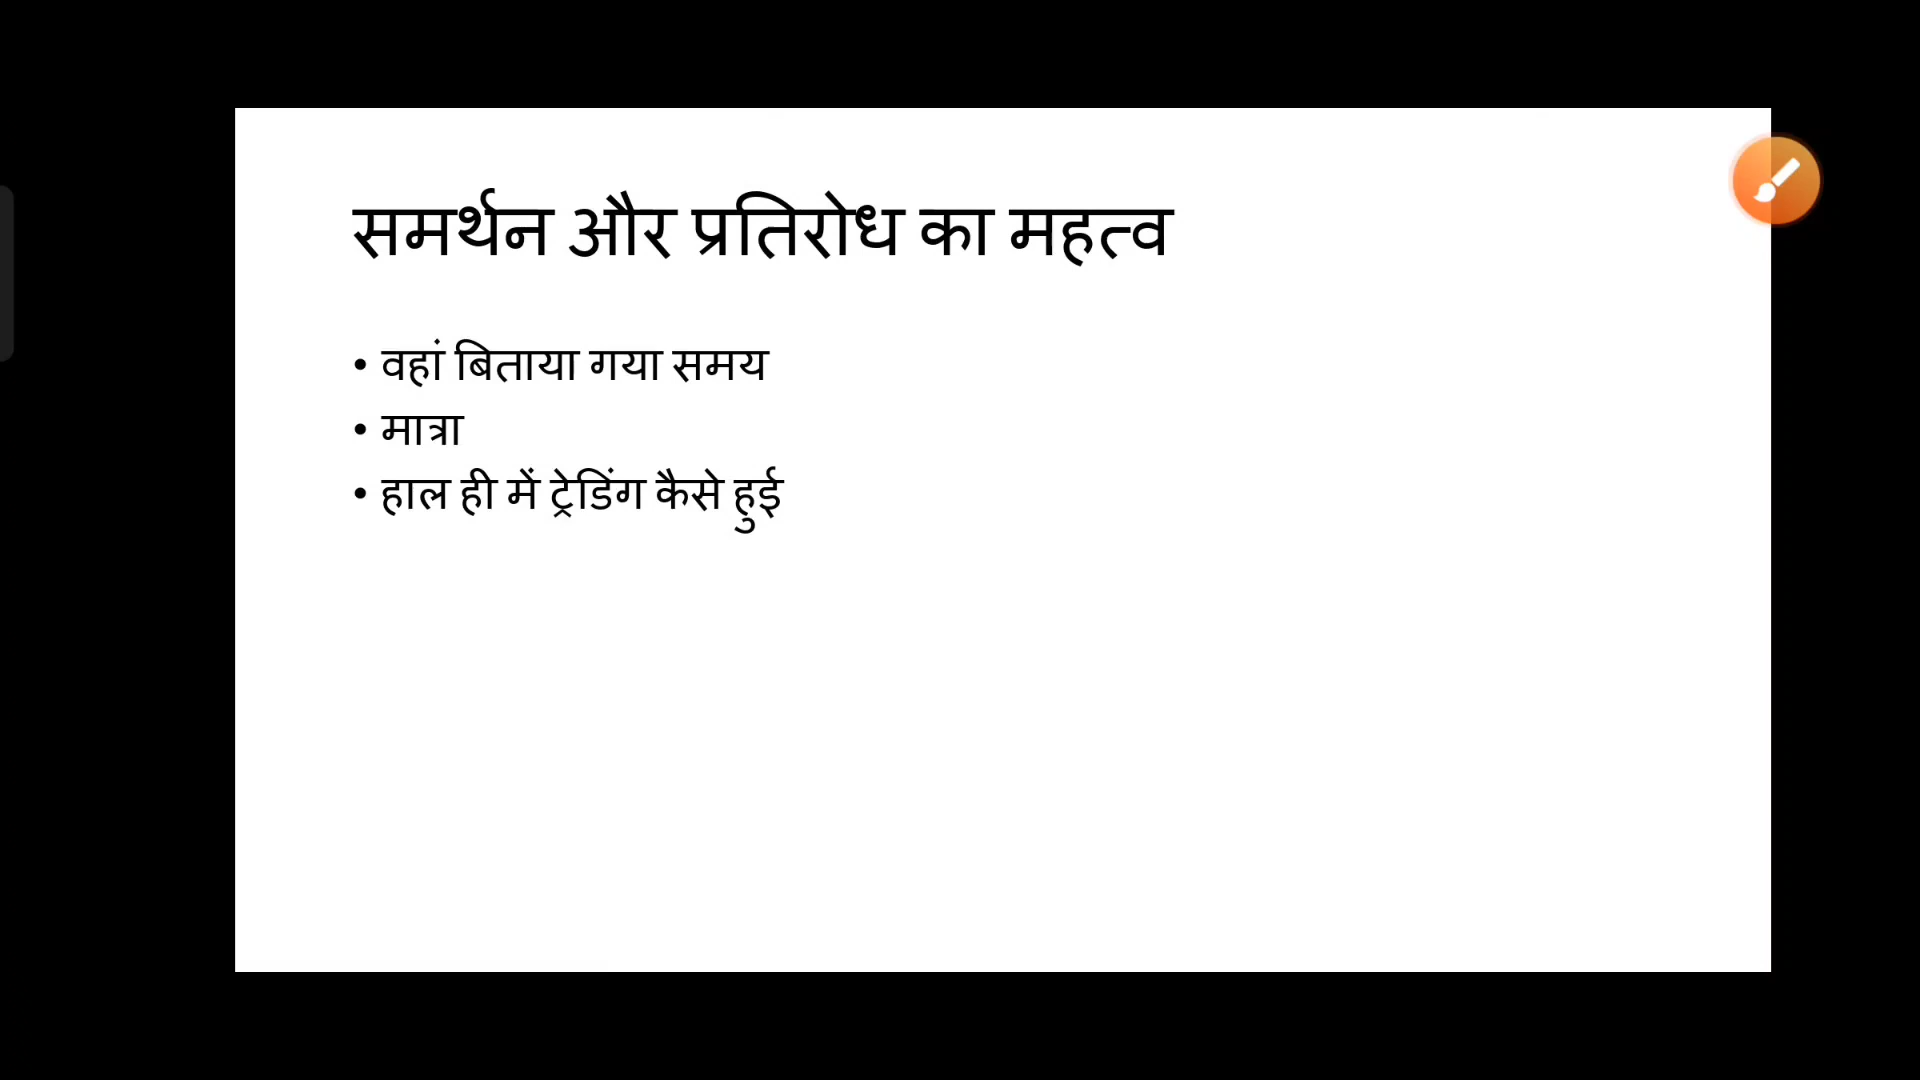 समर्थन और प्रतिरोध का महत्व
• वहां बिताया गया समय
• मात्रा
• हाल ही में ट्रेडिंग कैसे हुई